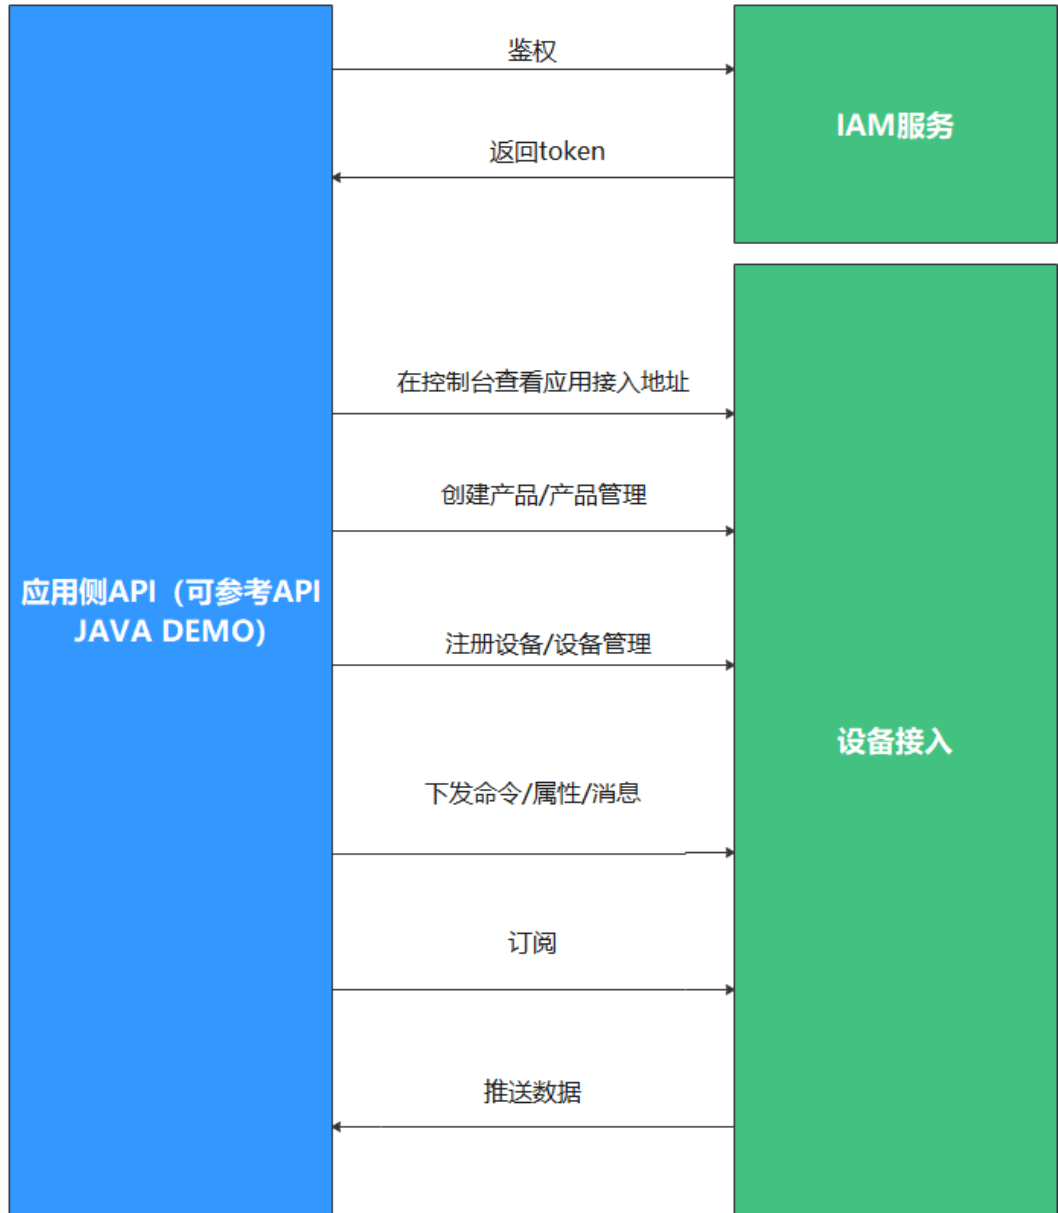 鉴权
IAM服务
返回token
在控制台查看应用接入地址
创建产品/产品管理
应用侧API（可参考API
JAVA DEMO）
注册设备/设备管理
设备接入
下发命令/属性/消息
订阅
推送数据